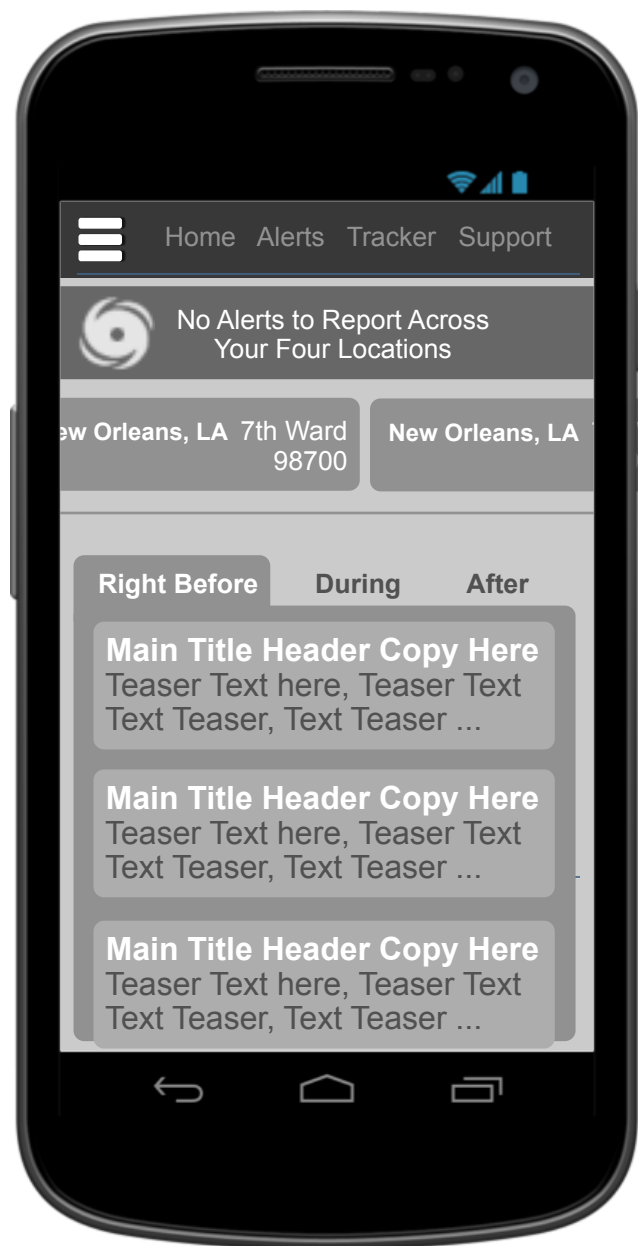 Home Alerts Tracker Support
No Alerts to Report Across
Your Four Locations
ew Orleans, LA 7th Ward
98700
New Orleans, LA
Right Before During After
Main Title Header Copy Here
Teaser Text here, Teaser Text
Text Teaser, Text Teaser ...
Main Title Header Copy Here
Teaser Text here, Teaser Text
Text Teaser, Text Teaser ...
Main Title Header Copy Here
Teaser Text here, Teaser Text
Text Teaser, Text Teaser ...